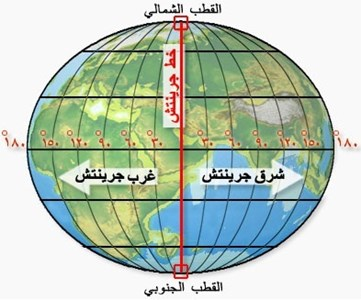 القطب الشمالي
خط جرينتش
١٨٠ ١٥٠ ١٢٠ ٩٠ ٦٠ ٣٠ ٣٠ ٦٠ ٩٠ ١٢٠ ١٥٠ ١٨٠
غرب جرينتش
شرق جرينتش
القطب الجنوبي